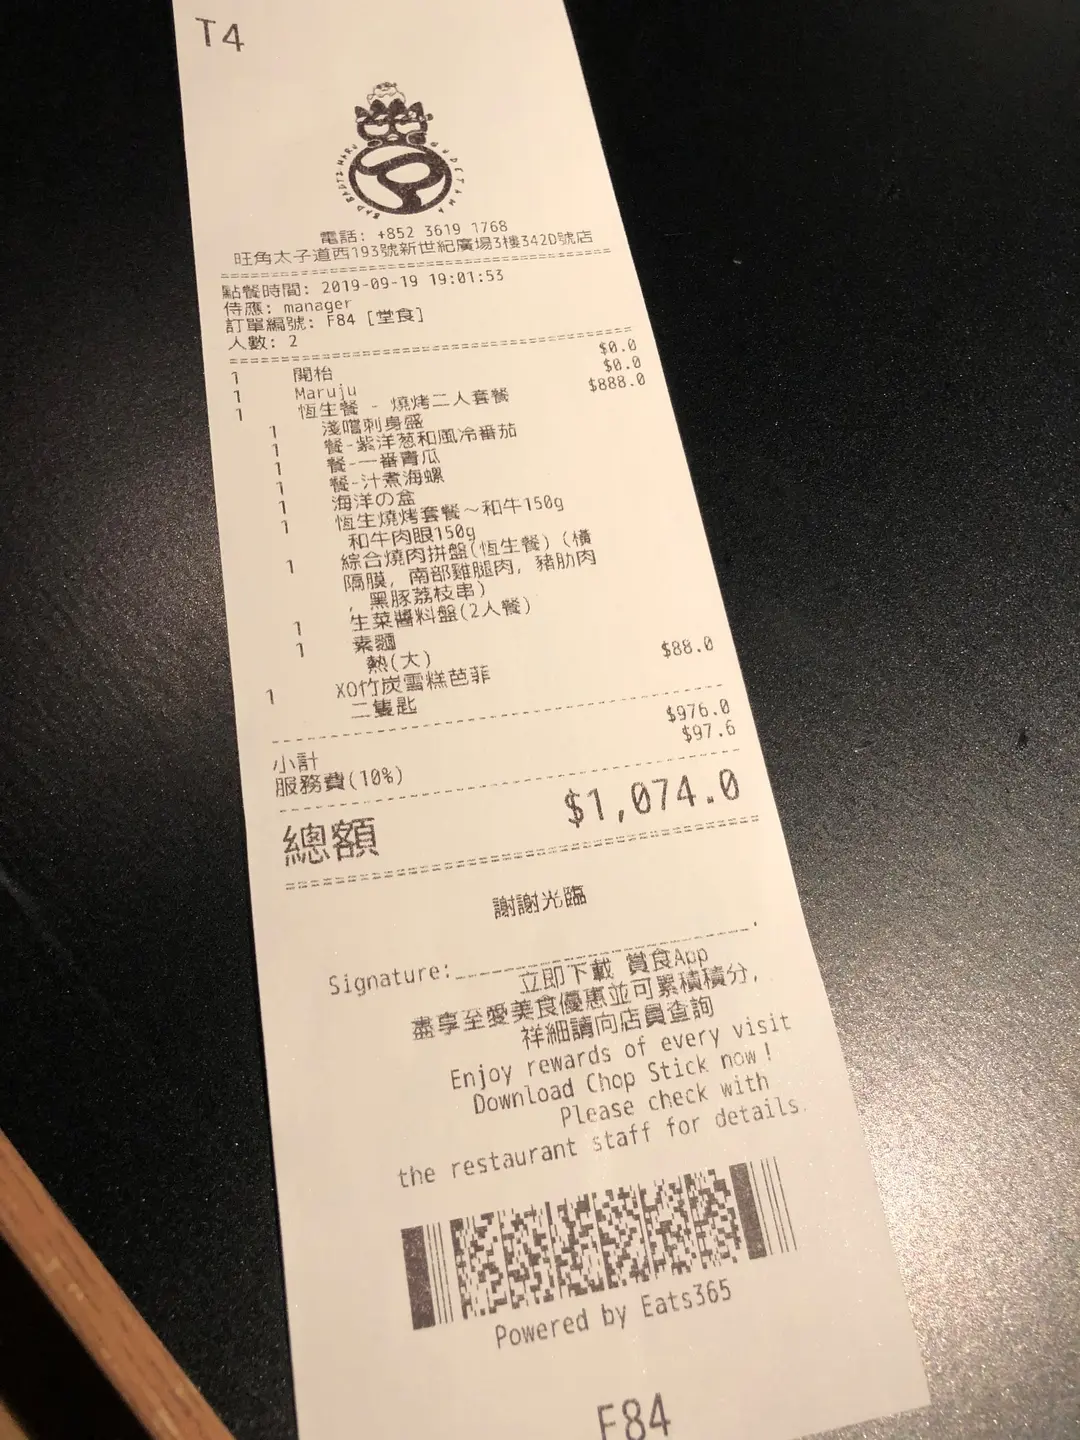 T4
BAD BADTZ-MARU GUDETAMA
電話: +852 3619 1768
旺角太子道西193號新世紀廣場3樓342D號店
點餐時間: 2019-09-19 19:01:53
侍應: manager
訂單編號: F84 [堂食]
人數: 2
1 開枱 $0.0
1 Maruju $0.0
1 恆生餐 - 燒烤二人套餐 $888.0
1 淺嚐刺身盛
1 餐-紫洋葱和風冷番茄
1 餐-一番青瓜
1 餐-汁煮海螺
1 海洋の盒
1 恆生燒烤套餐～和牛150g
和牛肉眼150g
1 綜合燒肉拼盤(恆生餐) (橫
隔膜, 南部雞腿肉, 豬肋肉
, 黑豚荔枝串)
1 生菜醬料盤(2人餐)
1 素麵
熱(大)
1 XO竹炭雪糕芭菲 $88.0
二隻匙
小計 $976.0
服務費(10%) $97.6
總額 $1,074.0
謝謝光臨
Signature:
立即下載 賞食App
盡享至愛美食優惠並可累積積分,
祥細請向店員查詢
Enjoy rewards of every visit
Download Chop Stick now!
Please check with
the restaurant staff for details.
Powered by Eats365
F84